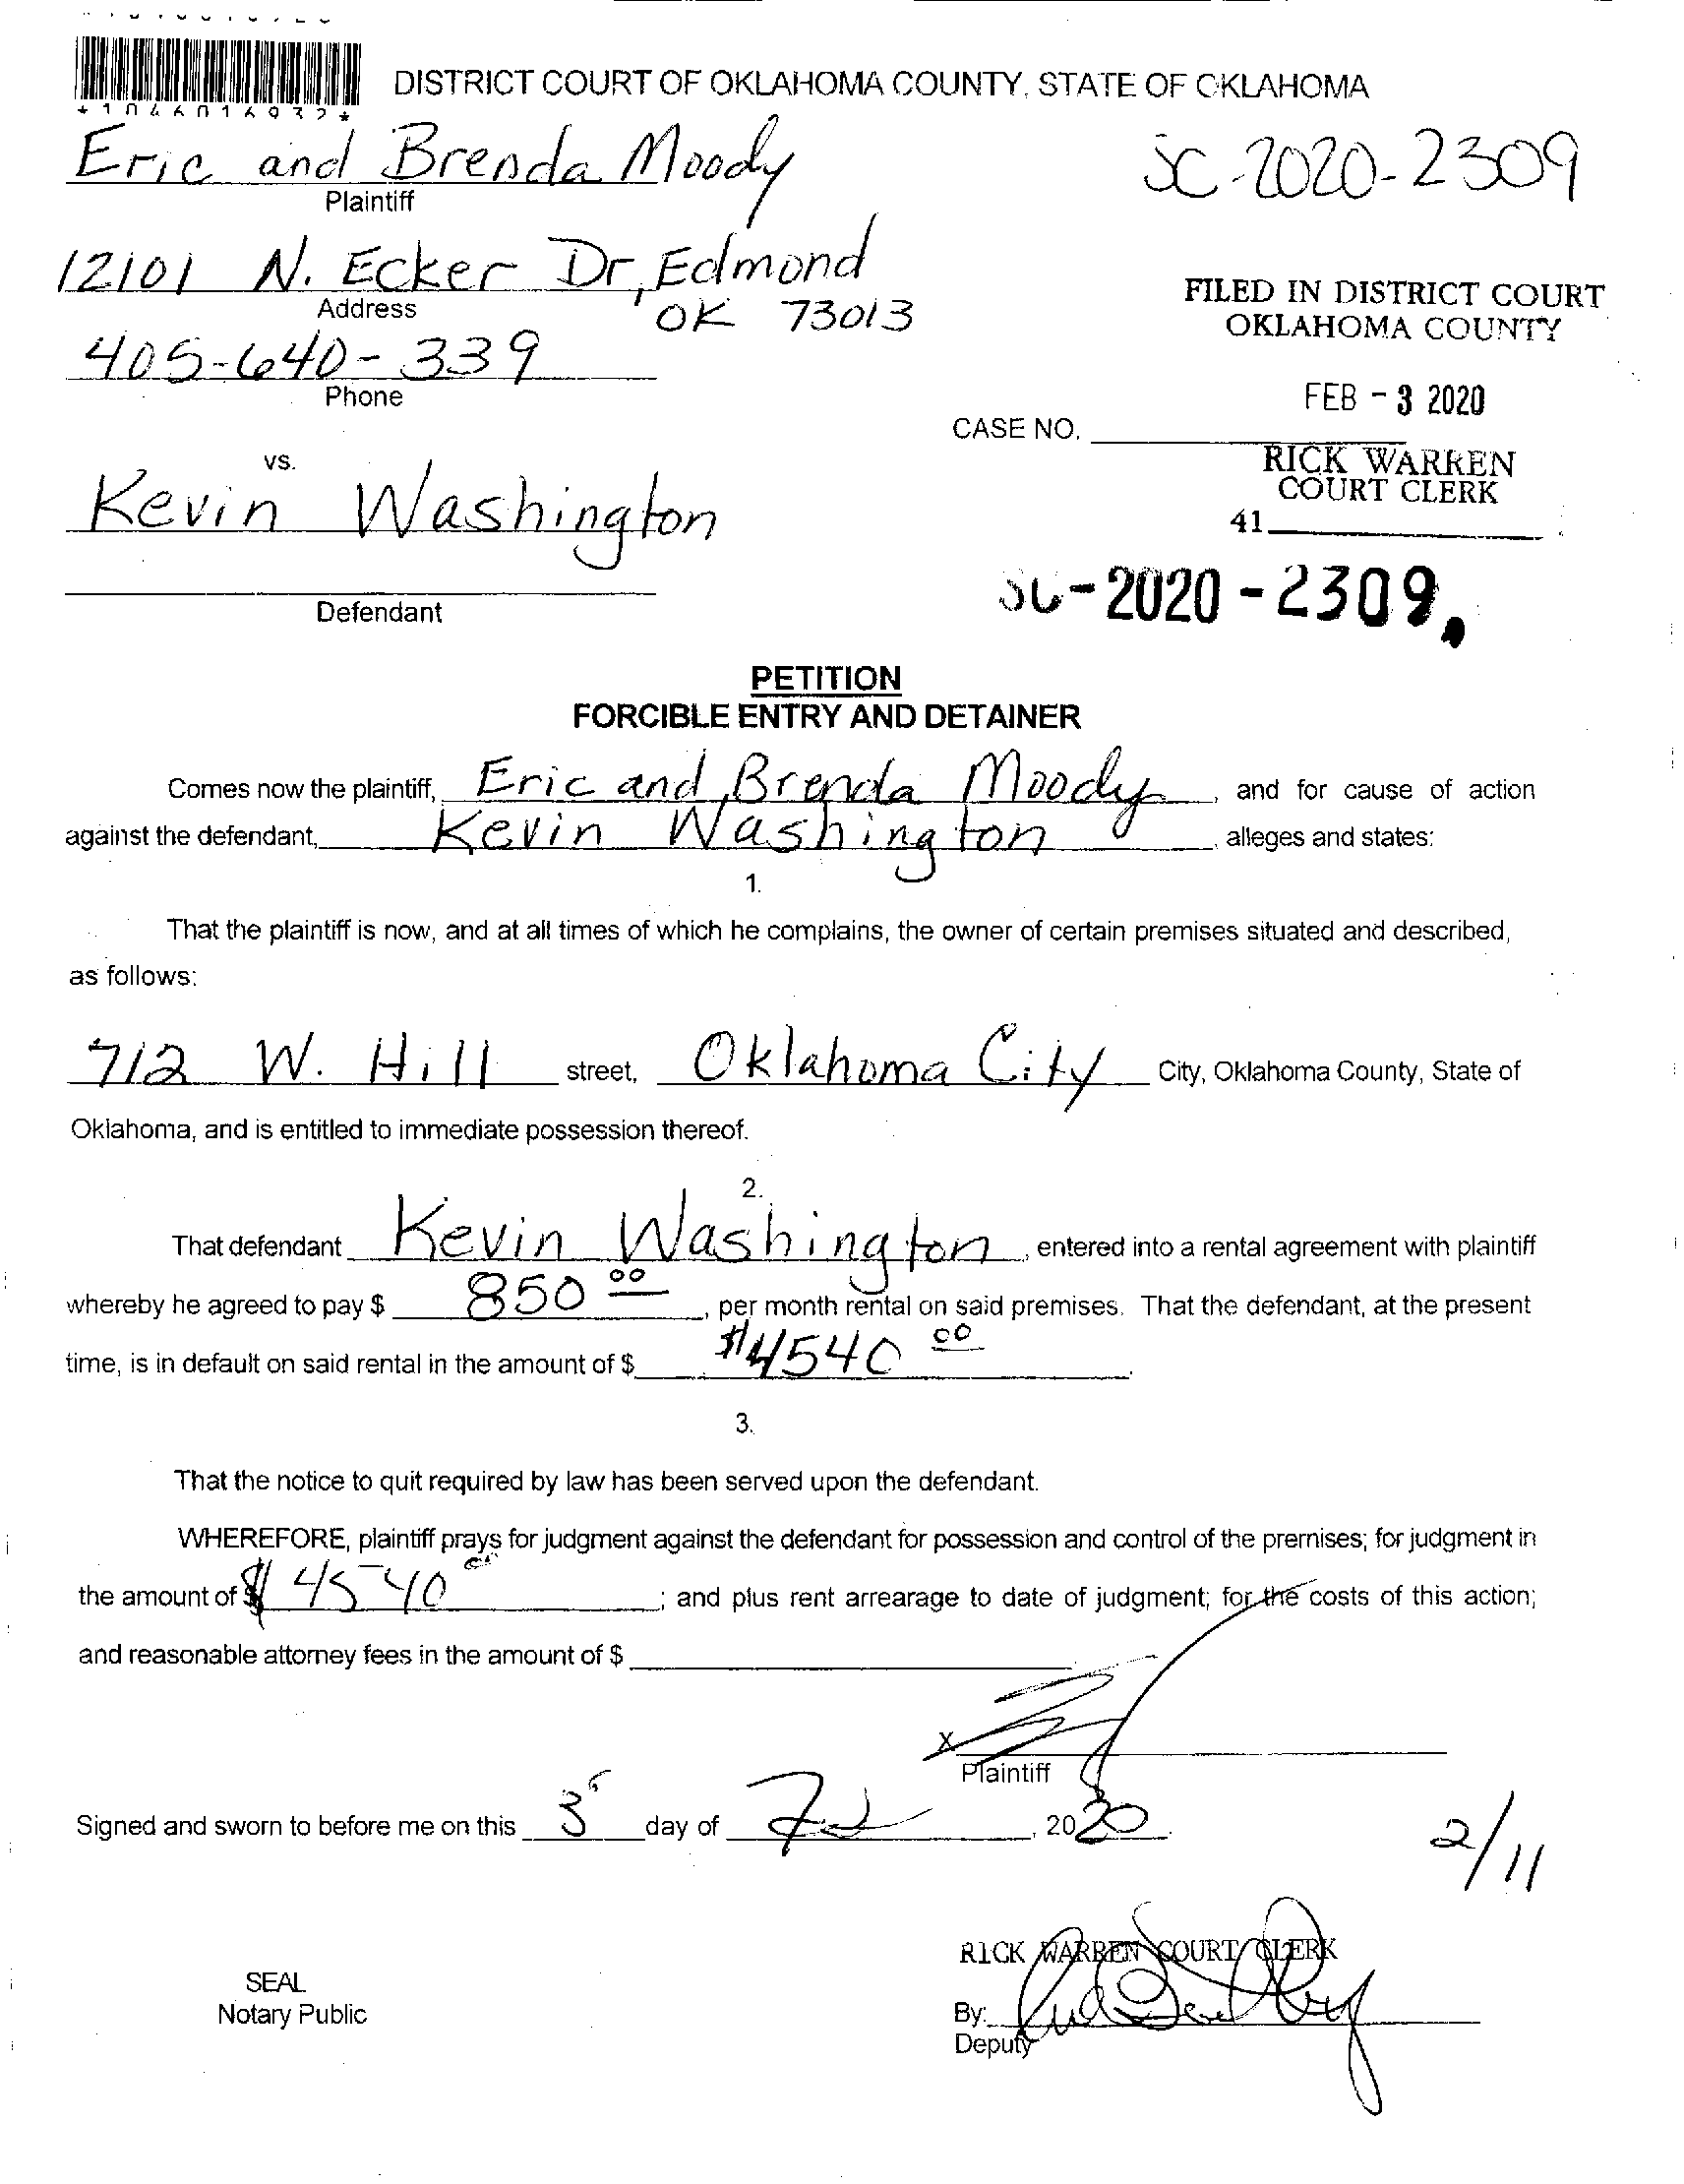 *1046016932*
DISTRICT COURT OF OKLAHOMA COUNTY, STATE OF OKLAHOMA
Eric and Brenda Moody
Plaintiff
SC-2020-2309
12101 N. Ecker Dr, Edmond
Address
OK 73013
FILED IN DISTRICT COURT
OKLAHOMA COUNTY
405-640-339
Phone
FEB - 3 2020
CASE NO.
RICK WARREN
COURT CLERK
41
vs.
Kevin Washington
Defendant
SC-2020-2309
PETITION
FORCIBLE ENTRY AND DETAINER
Comes now the plaintiff, Eric and Brenda Moody, and for cause of action
against the defendant, Kevin Washington, alleges and states:
1.
That the plaintiff is now, and at all times of which he complains, the owner of certain premises situated and described,
as follows:
712 W. Hill street, Oklahoma City City, Oklahoma County, State of
Oklahoma, and is entitled to immediate possession thereof.
2.
That defendant Kevin Washington, entered into a rental agreement with plaintiff
whereby he agreed to pay $ 850 00, per month rental on said premises. That the defendant, at the present
time, is in default on said rental in the amount of $ $4540 00.
3.
That the notice to quit required by law has been served upon the defendant.
WHEREFORE, plaintiff prays for judgment against the defendant for possession and control of the premises; for judgment in
the amount of $ 4540 00; and plus rent arrearage to date of judgment; for the costs of this action;
and reasonable attorney fees in the amount of $
X
Plaintiff
Signed and sworn to before me on this 3 day of , 2020.
2/11
RICK WARREN COURT CLERK
SEAL
Notary Public
By:
Deputy